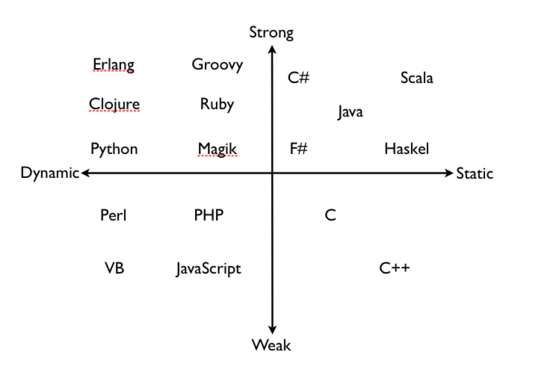 Strong
Erlang Groovy C# Scala
Clojure Ruby Java
Python Magik F# Haskel
Dynamic Static
Perl PHP C
VB JavaScript C++
Weak